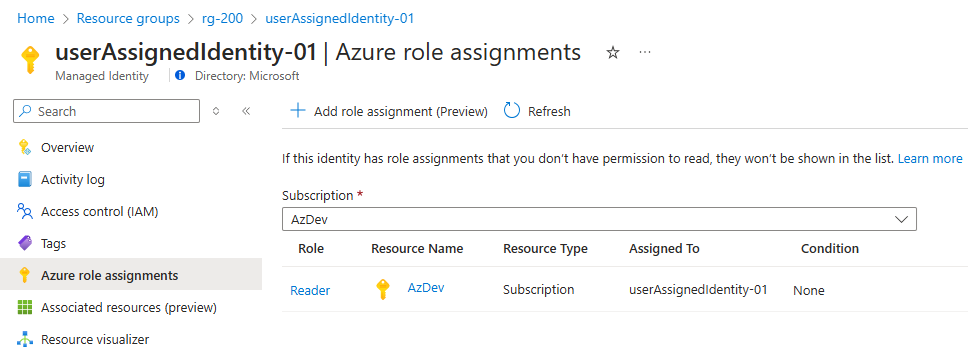 Home > Resource groups > rg-200 > userAssignedIdentity-01
userAssignedIdentity-01 | Azure role assignments
Managed Identity | Directory: Microsoft
Search
Add role assignment (Preview) Refresh
Overview
Activity log
Access control (IAM)
Tags
Azure role assignments
Associated resources (preview)
Resource visualizer
If this identity has role assignments that you don't have permission to read, they won't be shown in the list. Learn more
Subscription *
AzDev
Role Resource Name Resource Type Assigned To Condition
Reader AzDev Subscription userAssignedIdentity-01 None